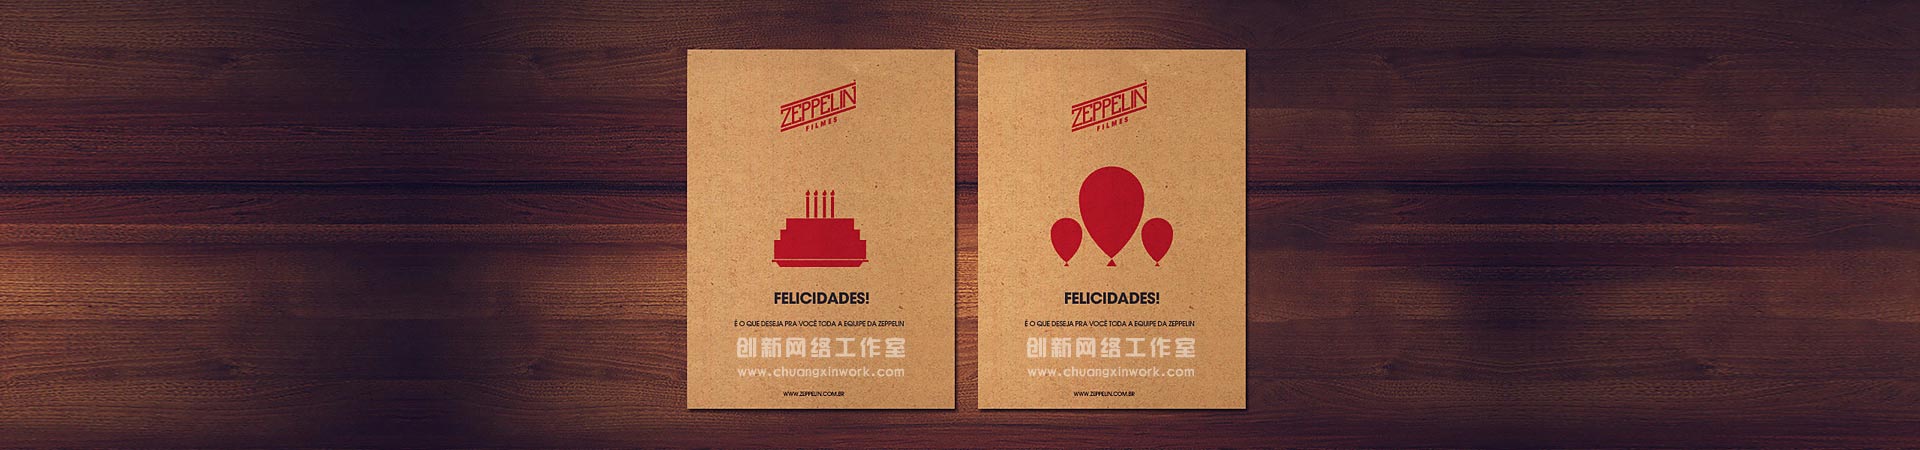 ZEPPELIN
FILMES
FELICIDADES!
É O QUE DESEJA PRA VOCÊ TODA A EQUIPE DA ZEPPELIN
创新网络工作室
www.chuangxinwork.com
WWW.ZEPPELIN.COM.BR
ZEPPELIN
FILMES
FELICIDADES!
É O QUE DESEJA PRA VOCÊ TODA A EQUIPE DA ZEPPELIN
创新网络工作室
www.chuangxinwork.com
WWW.ZEPPELIN.COM.BR